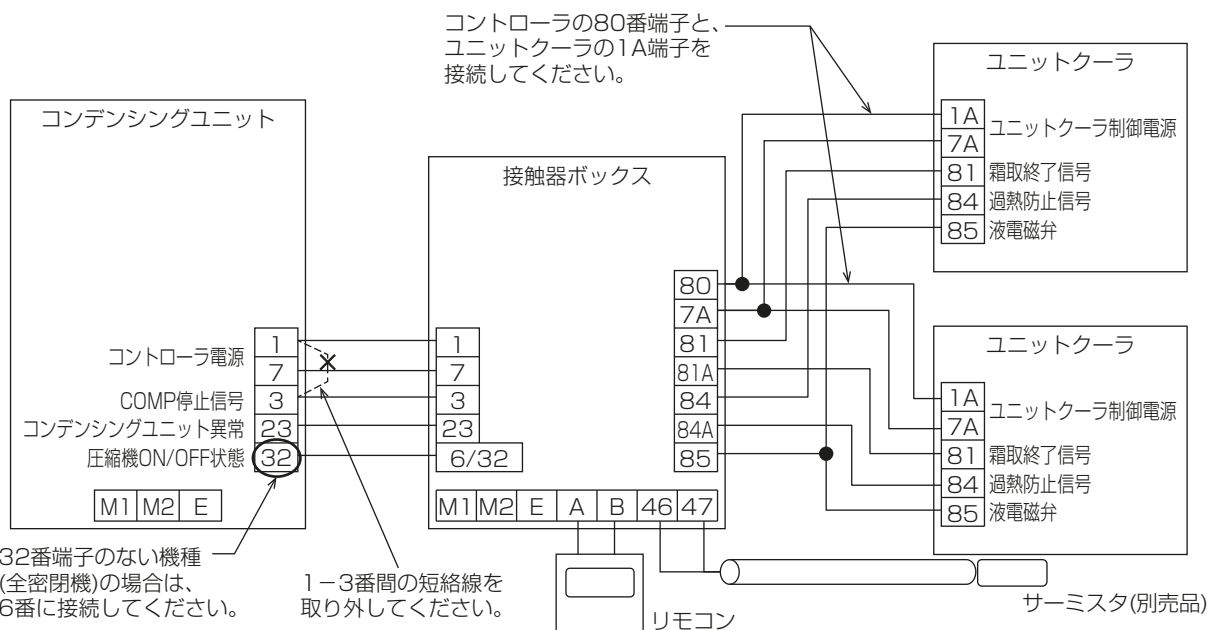 コントローラの80番端子と、
ユニットクーラの1A端子を
接続してください。
コンデンシングユニット
コントローラ電源
COMP停止信号
コンデンシングユニット異常
圧縮機ON/OFF状態
1
7
3
23
32
M1 M2 E
32番端子のない機種
(全密閉機)の場合は、
6番に接続してください。
1－3番間の短絡線を
取り外してください。
接触器ボックス
1
7
3
23
6/32
80
7A
81
81A
84
84A
85
M1 M2 E A B 46 47
リモコン
サーミスタ(別売品)
ユニットクーラ
1A
7A
ユニットクーラ制御電源
81 霜取終了信号
84 過熱防止信号
85 液電磁弁
ユニットクーラ
1A
7A
ユニットクーラ制御電源
81 霜取終了信号
84 過熱防止信号
85 液電磁弁